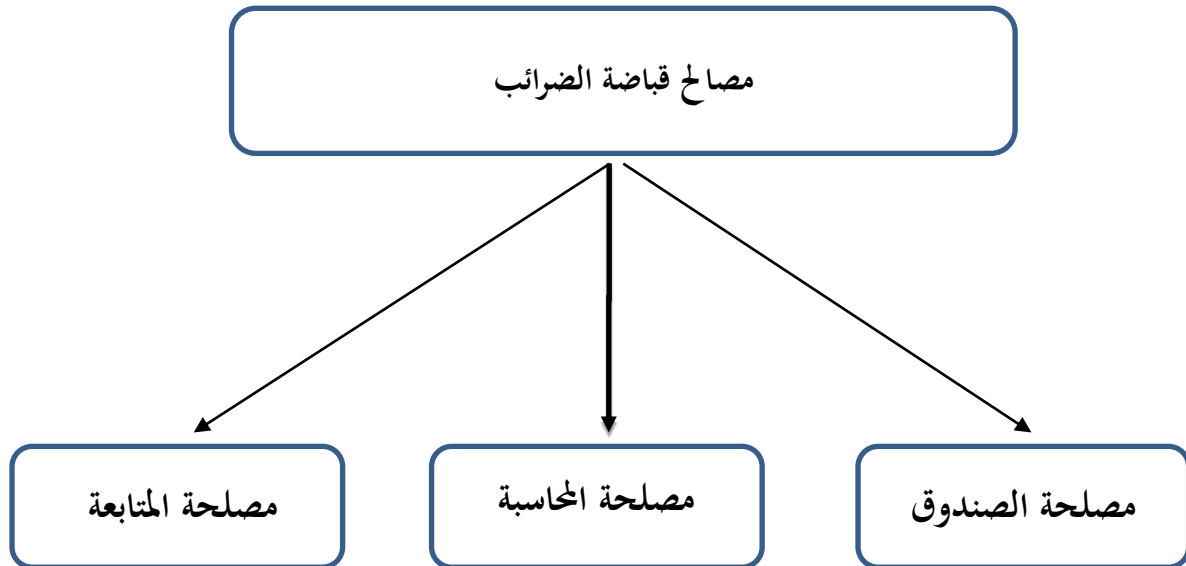 مصالح قباضة الضرائب
مصلحة الصندوق
مصلحة المحاسبة
مصلحة المتابعة